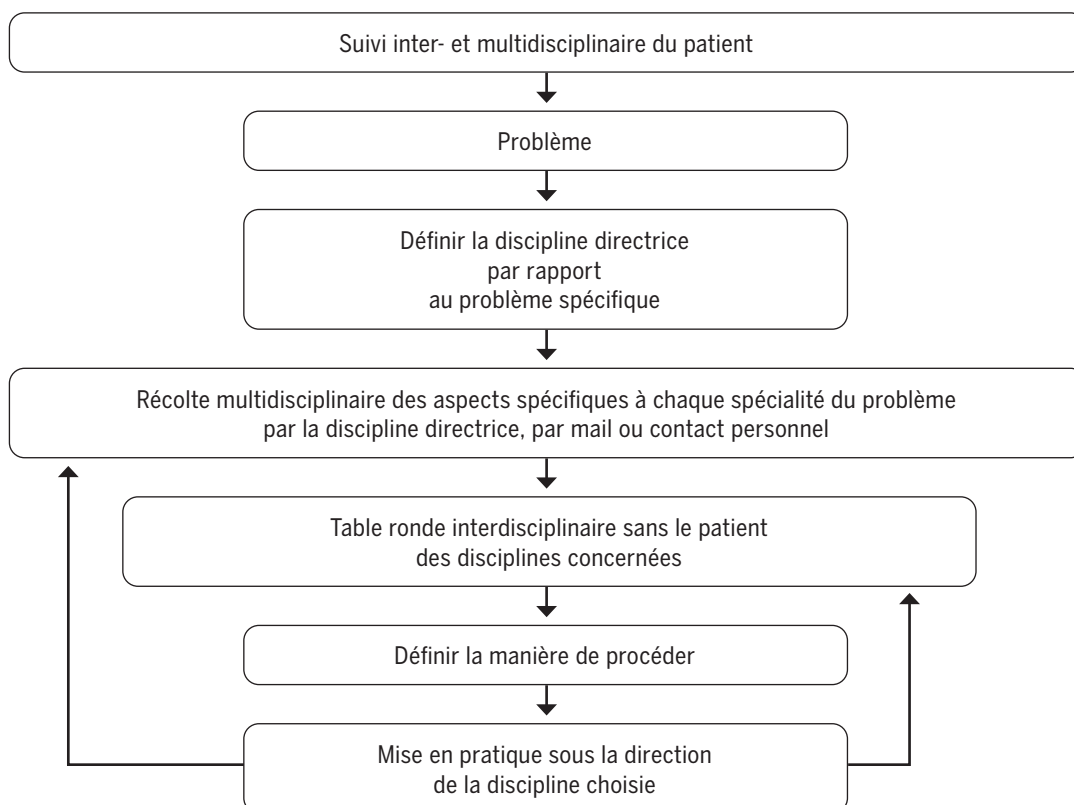 Suivi inter- et multidisciplinaire du patient
Problème
Définir la discipline directrice
par rapport
au problème spécifique
Récolte multidisciplinaire des aspects spécifiques à chaque spécialité du problème
par la discipline directrice, par mail ou contact personnel
Table ronde interdisciplinaire sans le patient
des disciplines concernées
Définir la manière de procéder
Mise en pratique sous la direction
de la discipline choisie